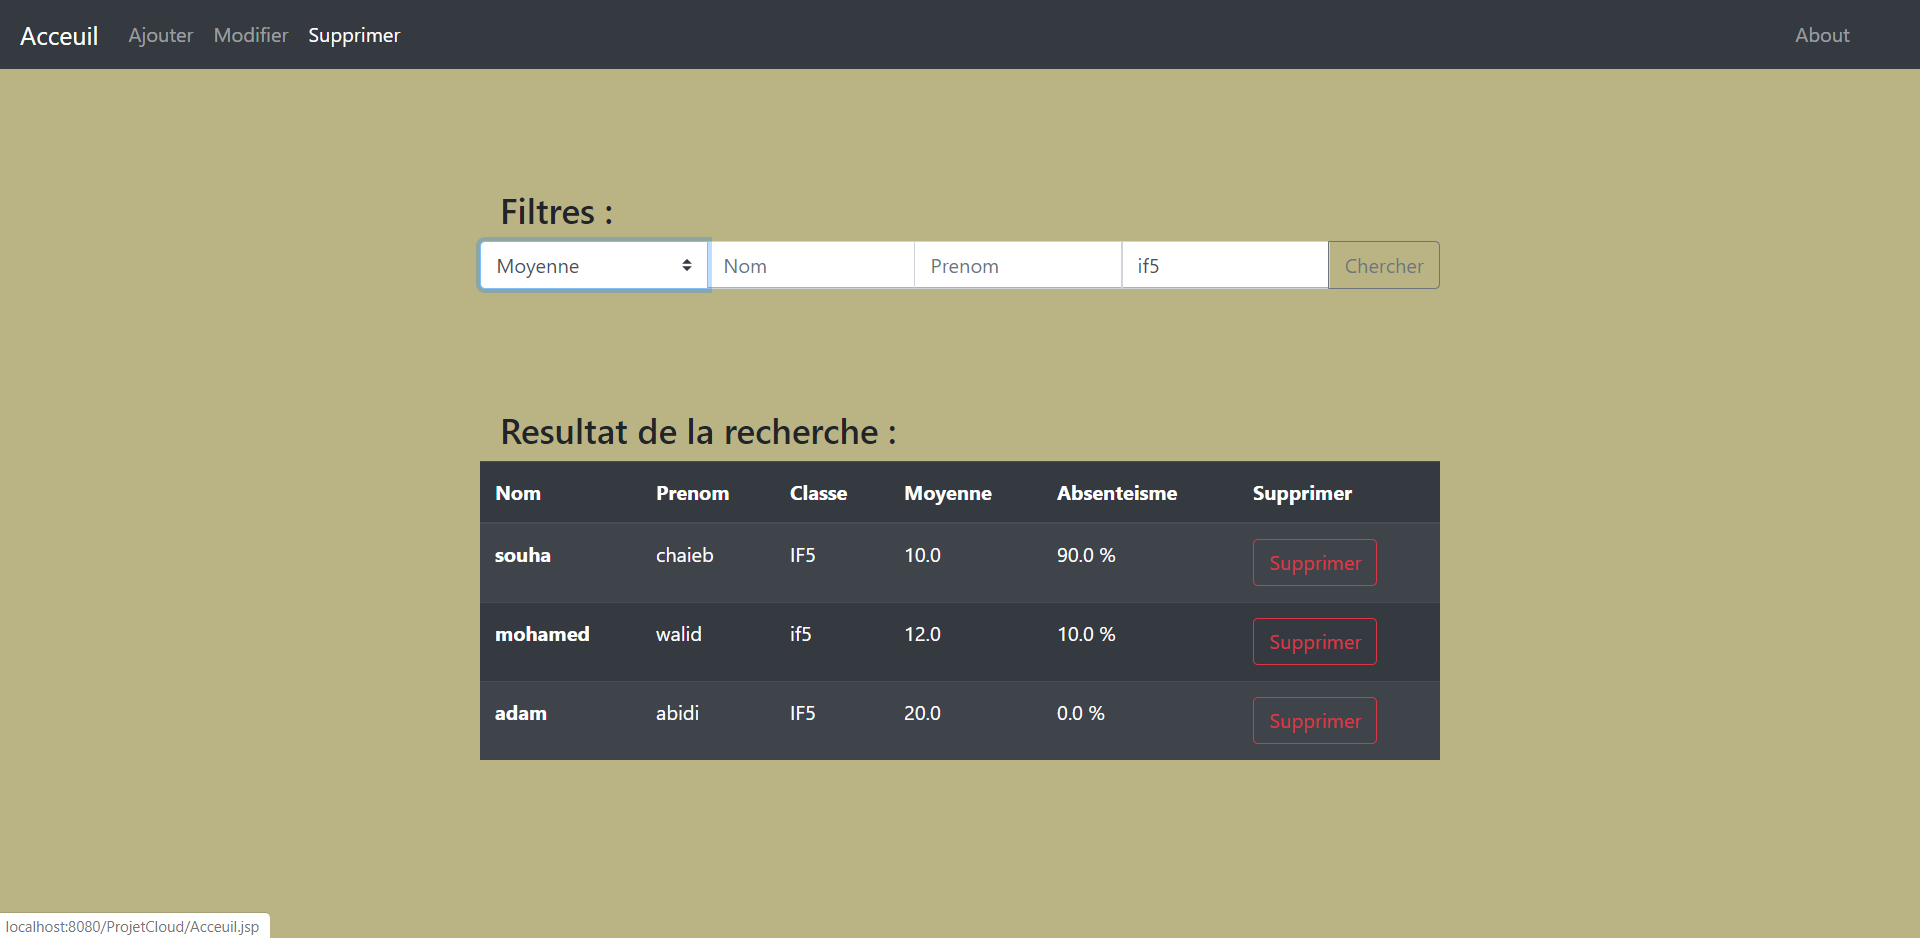 Acceuil Ajouter Modifier Supprimer About
Filtres :
Moyenne Nom Prenom if5 Chercher
Resultat de la recherche :
Nom Prenom Classe Moyenne Absenteisme Supprimer
souha chaieb IF5 10.0 90.0 % Supprimer
mohamed walid if5 12.0 10.0 % Supprimer
adam abidi IF5 20.0 0.0 % Supprimer
localhost:8080/ProjetCloud/Acceuil.jsp